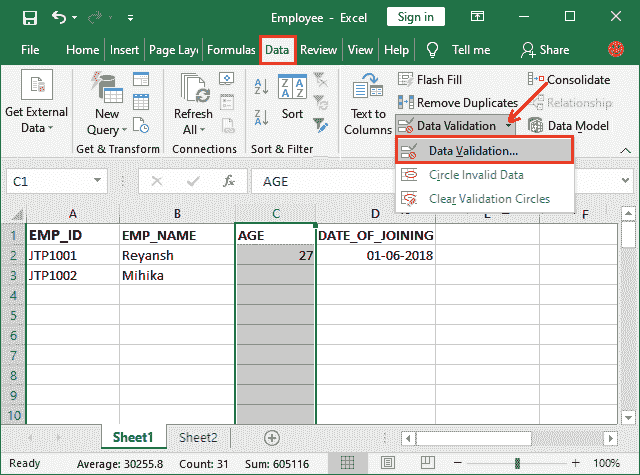 Employee - Excel
Sign in
File Home Insert Page Layo Formulas Data Review View Help Tell me Share
Get External Data
New Query
Get & Transform
Refresh All
Connections
Sort
Sort & Filter
Text to Columns
Flash Fill
Remove Duplicates
Data Validation
Consolidate
Relationship
Data Model
Data Validation...
Circle Invalid Data
Clear Validation Circles
C1 fx AGE
A B C D E F
1 EMP_ID EMP_NAME AGE DATE_OF_JOINING
2 JTP1001 Reyansh 27 01-06-2018
3 JTP1002 Mihika
4
5
6
7
8
9
10
Sheet1 Sheet2
Ready Average: 30255.8 Count: 31 Sum: 605116 100%